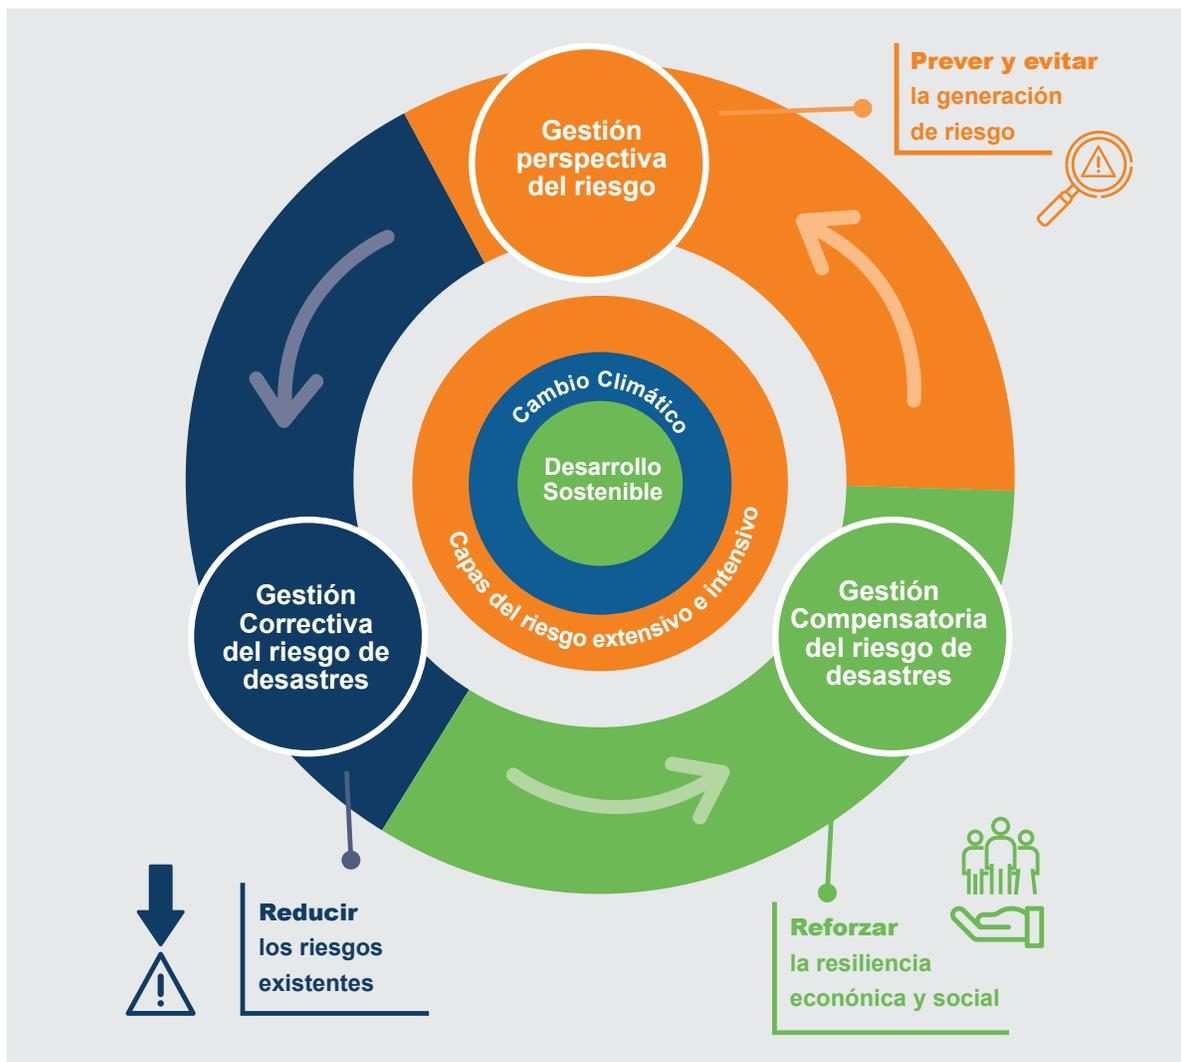 Prever y evitar
la generación
de riesgo
Gestión
perspectiva
del riesgo
Cambio Climático
Desarrollo
Sostenible
Capas del riesgo extensivo e intensivo
Gestión
Correctiva
del riesgo de
desastres
Gestión
Compensatoria
del riesgo de
desastres
Reducir
los riesgos
existentes
Reforzar
la resiliencia
econónica y social